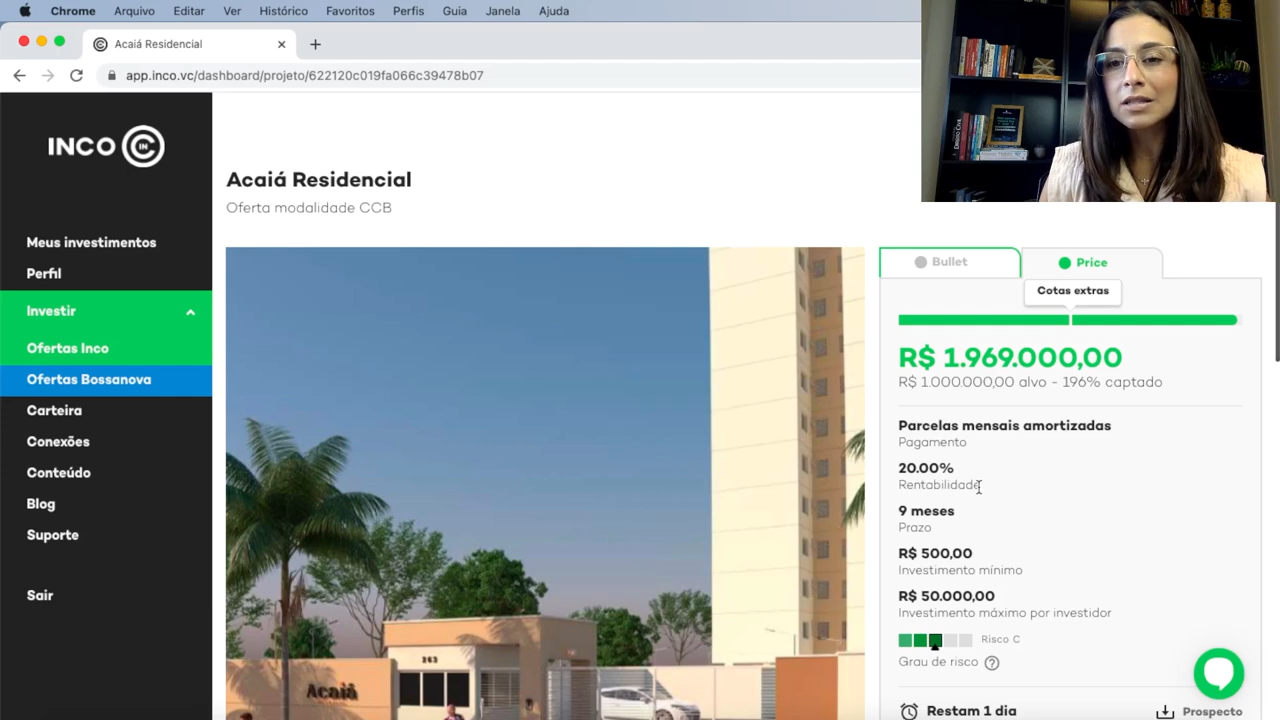 Chrome Arquivo Editar Ver Histórico Favoritos Perfis Guia Janela Ajuda
Acaiá Residencial
app.inco.vc/dashboard/projeto/622120c019fa066c39478b07
INCO
Meus investimentos
Perfil
Investir
Ofertas Inco
Ofertas Bossanova
Carteira
Conexões
Conteúdo
Blog
Suporte
Sair
Acaiá Residencial
Oferta modalidade CCB
263
Acaiá
Bullet
Price
Cotas extras
R$ 1.969.000,00
R$ 1.000.000,00 alvo - 196% captado
Parcelas mensais amortizadas
Pagamento
20.00%
Rentabilidade
9 meses
Prazo
R$ 500,00
Investimento mínimo
R$ 50.000,00
Investimento máximo por investidor
Risco C
Grau de risco ?
Restam 1 dia
Prospecto